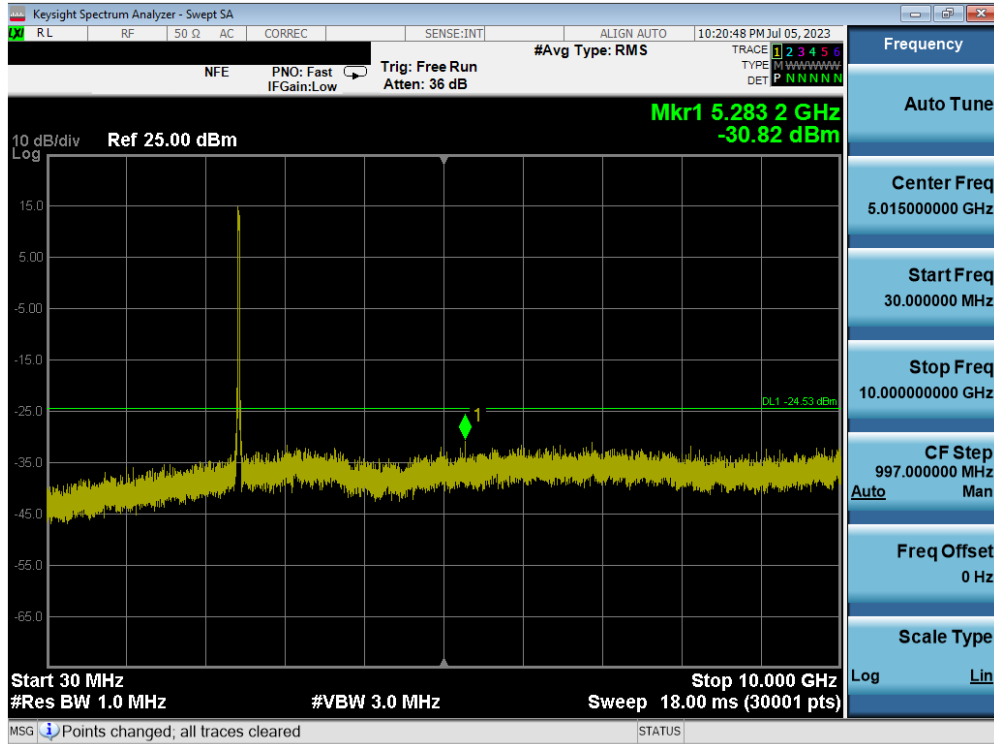 Keysight Spectrum Analyzer - Swept SA
LXI RL RF 50 Ω AC CORREC SENSE:INT ALIGN AUTO 10:20:48 PM Jul 05, 2023
NFE PNO: Fast IFGain:Low Trig: Free Run Atten: 36 dB #Avg Type: RMS
TRACE 1 2 3 4 5 6
TYPE M W W W W W
DET P N N N N N
Mkr1 5.283 2 GHz
-30.82 dBm
10 dB/div Ref 25.00 dBm
Log
15.0
5.00
-5.00
-15.0
DL1 -24.53 dBm
-25.0
1
-35.0
-45.0
-55.0
-65.0
Start 30 MHz Stop 10.000 GHz
#Res BW 1.0 MHz #VBW 3.0 MHz Sweep 18.00 ms (30001 pts)
MSG Points changed; all traces cleared STATUS
Frequency
Auto Tune
Center Freq
5.015000000 GHz
Start Freq
30.000000 MHz
Stop Freq
10.000000000 GHz
CF Step
997.000000 MHz
Auto Man
Freq Offset
0 Hz
Scale Type
Log Lin